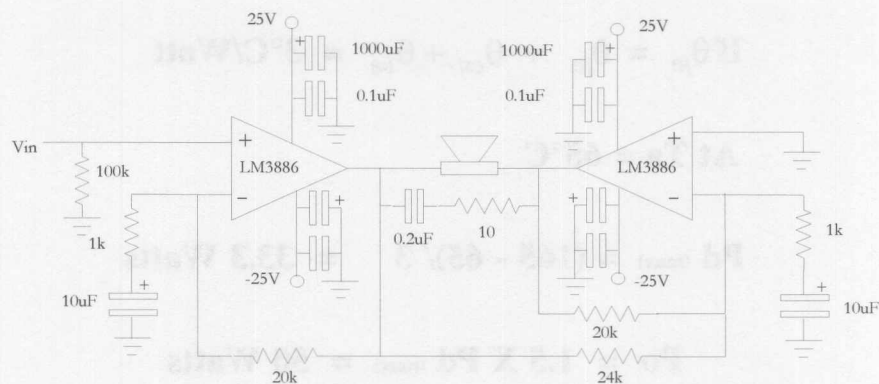 25V
25V
1000uF
1000uF
0.1uF
0.1uF
Vin
+
LM3886
−
100k
1k
10uF
+
+
-25V
0.2uF
10
20k
+
LM3886
−
+
-25V
1k
10uF
+
20k
24k
+
+